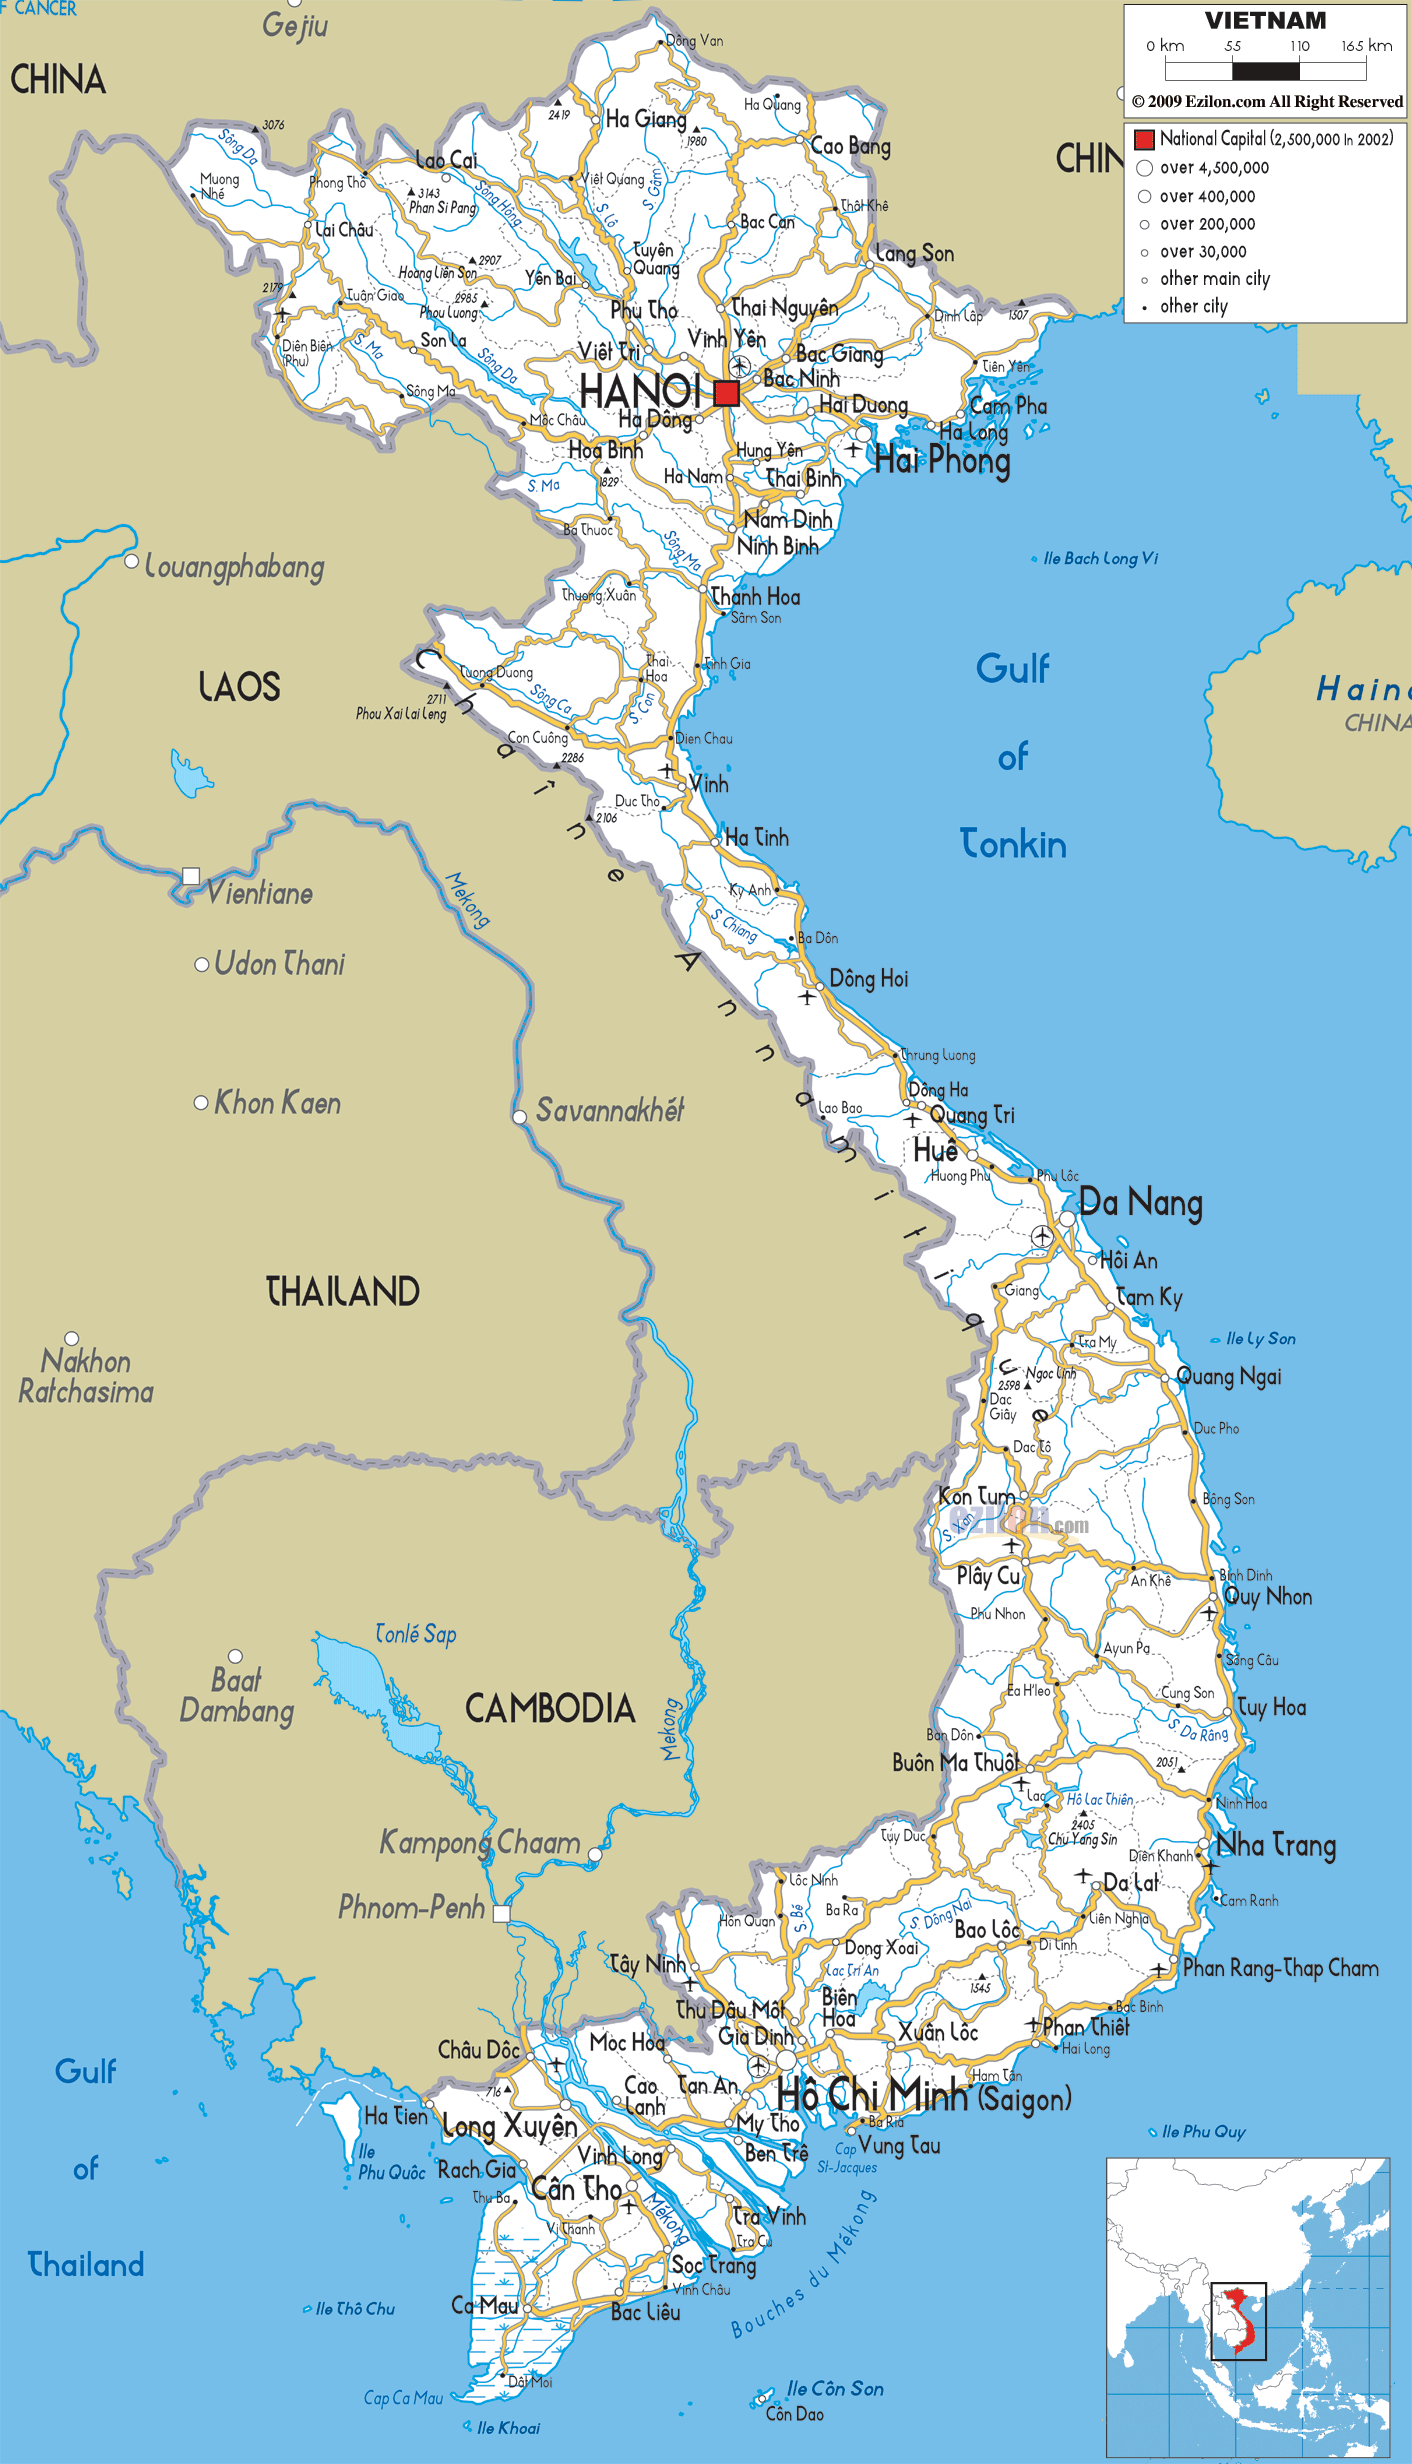 F CANCER
Gejiu
CHINA
VIETNAM
0 km 55 110 165 km
© 2009 Ezilon.com All Right Reserved
National Capital (2,500,000 In 2002)
over 4,500,000
over 400,000
over 200,000
over 30,000
other main city
other city
CHIN
Dông Van
Ha Quang
2419
Ha Giang
1980
Cao Bang
3076
Sông Da
Muong
Nhé
Phong Thô
Lao Cai
3143
Phan Si Pang
Sông Hông
Viêt Quang
S. Lô
S. Gâm
Bac Can
Thât Khê
Lai Châu
2907
Hoang Liên Son
Tuyên
Quang
Yên Bai
Lang Son
2179
Tuân Giao
2985
Phou Luong
Phu Tho
Thai Nguyên
Dinh Lâp
1507
Diên Biên
(Phu)
S. Ma
Son La
Sông Da
Viêt Tri
Vinh Yên
Bac Giang
Tiên Yên
HANOI
Bac Ninh
Sông Ma
Hai Duong
Cam Pha
Môc Châu
Ha Dông
Ha Long
Hoa Binh
Hung Yên
Hai Phong
1829
Ha Nam
Thai Binh
S. Ma
Ba Thuoc
Nam Dinh
Sông Ma
Ninh Binh
Ile Bach Long Vi
Louangphabang
Thuong Xuân
Thanh Hoa
Sâm Son
LAOS
Tuong Duong
Thai
Hoa
Tinh Gia
Gulf
of
Tonkin
Haina
CHINA
2711
Phou Xai Lai Leng
Sông Ca
S. Con
Con Cuông
Dien Chau
2286
Vinh
Duc Tho
2106
Ha Tinh
Chaîne Annamitique
Vientiane
Mekong
Ky Anh
S. Chiang
Ba Dôn
Udon Thani
Dông Hoi
Thrung Luong
Khon Kaen
Savannakhét
Lao Bao
Dông Ha
Quang Tri
Huê
Huong Phu
Phu Lôc
Da Nang
Hôi An
THAILAND
Giang
Tam Ky
Nakhon
Ratchasima
Tra My
Ile Ly Son
2598
Ngoc Linh
Quang Ngai
Dac
Giây
Duc Pho
Dac Tô
Kon Tum
Bông Son
ezilon.com
S. Xan
Plây Cu
An Khê
Binh Dinh
Quy Nhon
Phu Nhon
Tonlé Sap
Baat
Dambang
Ayun Pa
Sông Câu
CAMBODIA
Mekong
Ea H'leo
Cung Son
Tuy Hoa
Ban Dôn
S. Da Râng
Buôn Ma Thuôt
2051
Lac
Hô Lac Thiên
Ninh Hoa
2405
Chu Yang Sin
Kampong Chaam
Tuy Duc
Nha Trang
Diên Khanh
Lôc Ninh
Da Lat
Cam Ranh
Phnom-Penh
Hôn Quan
S. Bé
Ba Ra
S. Dông Nai
Liên Nghia
Bao Lôc
Di Linh
Dong Xoai
Tây Ninh
Lac Tri An
Phan Rang-Thap Cham
1545
Thu Dâu Môt
Biên
Hoa
Bac Binh
Gia Dinh
Xuân Lôc
Phan Thiêt
Hai Long
Châu Dôc
Moc Hoa
Gulf
of
Thailand
716
Cao
Lanh
Tan An
Ham Tân
Hô Chi Minh (Saigon)
Ha Tien
Long Xuyên
My Tho
Ba Ria
Vung Tau
Ile Phu Quy
Ile
Phu Quôc
Vinh Long
Ben Trê
Cap
St-Jacques
Rach Gia
Cân Tho
Thu Ba
Mékong
Tra Vinh
Vi Thanh
Tra Cu
Soc Trang
Vinh Châu
Bouches du Mékong
Ile Thô Chu
Ca Mau
Bac Liêu
Dât Moi
Cap Ca Mau
Ile Khoai
Ile Côn Son
Côn Dao